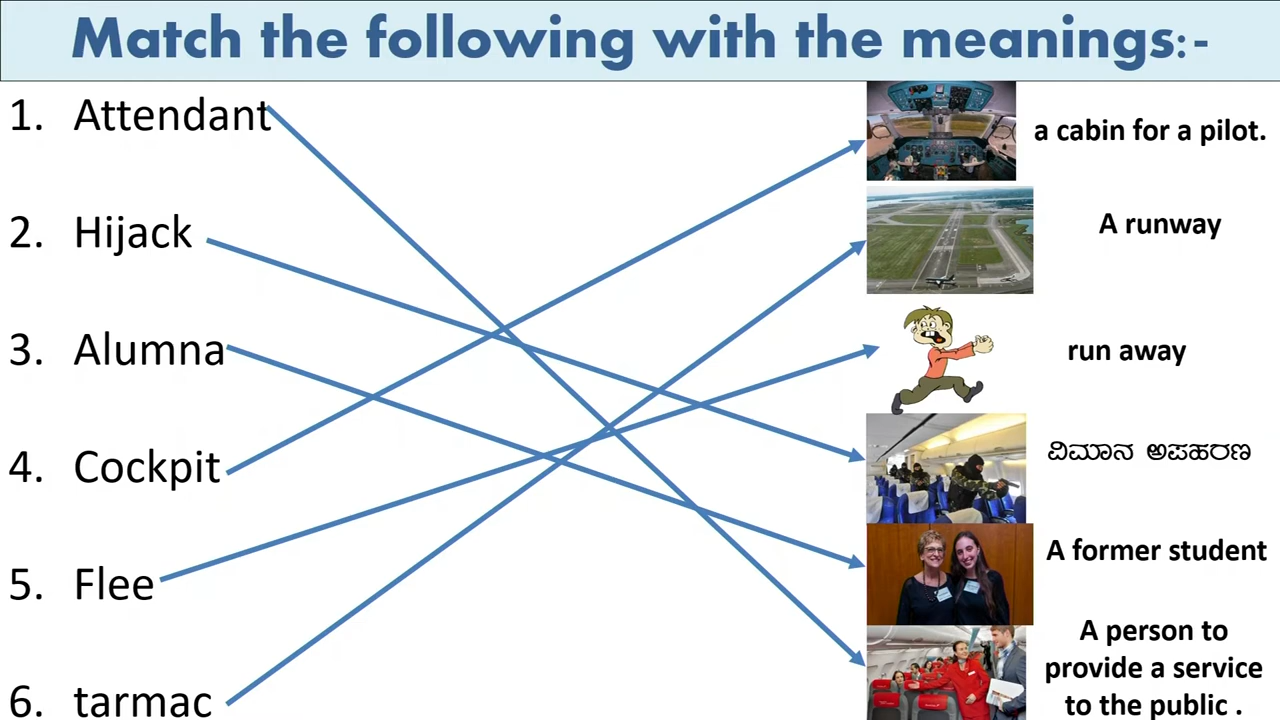 Match the following with the meanings:-
1. Attendant
2. Hijack
3. Alumna
4. Cockpit
5. Flee
6. tarmac
a cabin for a pilot.
A runway
run away
ವಿಮಾನ ಅಪಹರಣ
A former student
A person to
provide a service
to the public .